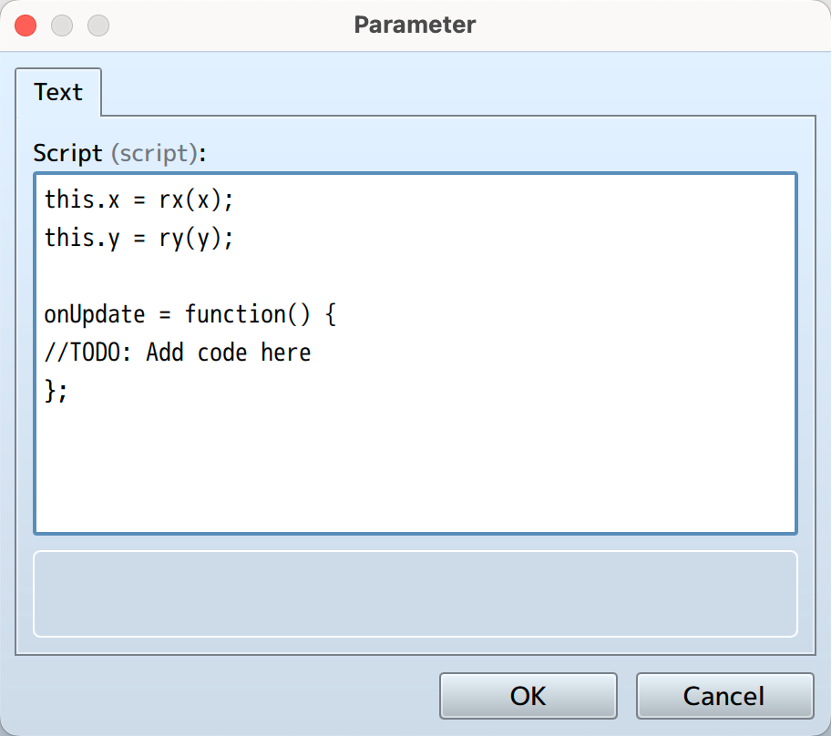 Parameter
Text
Script (script):
this.x = rx(x);
this.y = ry(y);
onUpdate = function() {
//TODO: Add code here
};
OK
Cancel